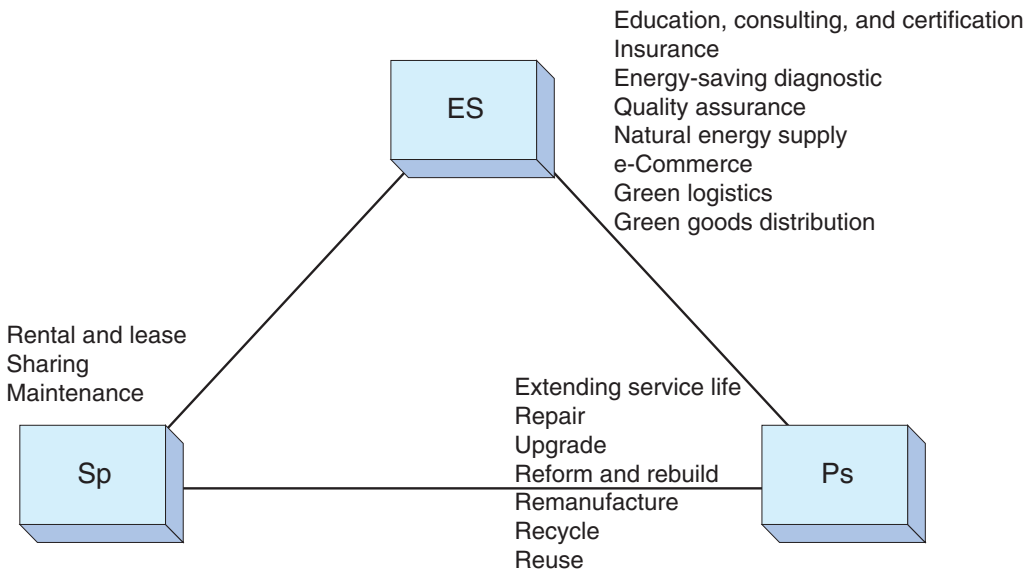 Education, consulting, and certification
Insurance
Energy-saving diagnostic
Quality assurance
Natural energy supply
e-Commerce
Green logistics
Green goods distribution
ES
Rental and lease
Sharing
Maintenance
Sp
Extending service life
Repair
Upgrade
Reform and rebuild
Remanufacture
Recycle
Reuse
Ps